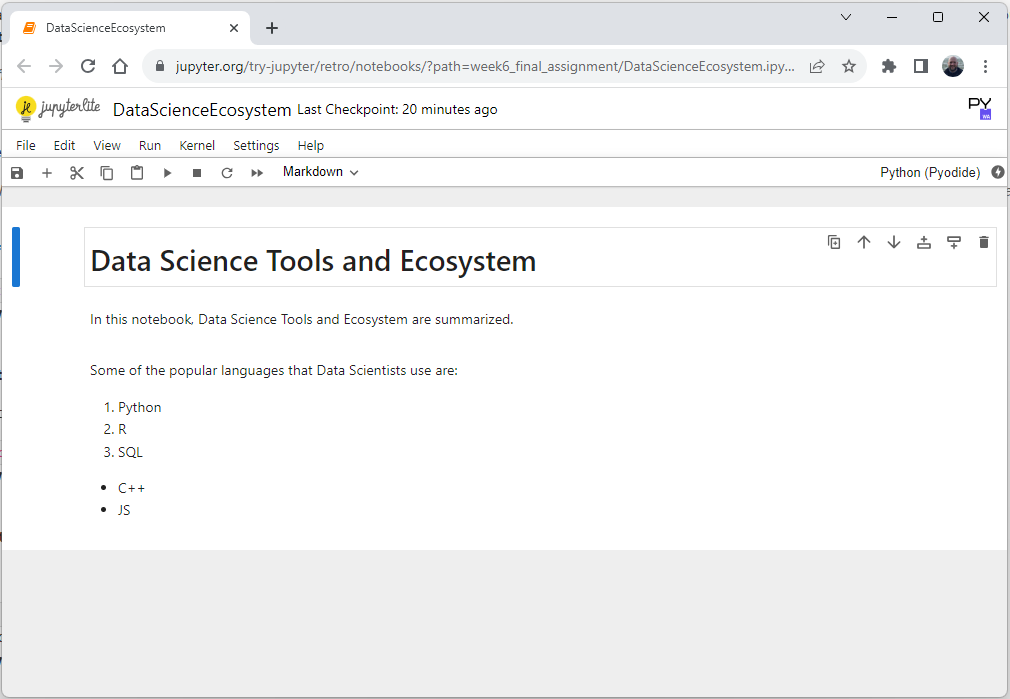 DataScienceEcosystem
jupyter.org/try-jupyter/retro/notebooks/?path=week6_final_assignment/DataScienceEcosystem.ipy...
jupyterlite DataScienceEcosystem Last Checkpoint: 20 minutes ago
PY
WA
File Edit View Run Kernel Settings Help
Markdown Python (Pyodide)
Data Science Tools and Ecosystem
In this notebook, Data Science Tools and Ecosystem are summarized.
Some of the popular languages that Data Scientists use are:
1. Python
2. R
3. SQL
• C++
• JS